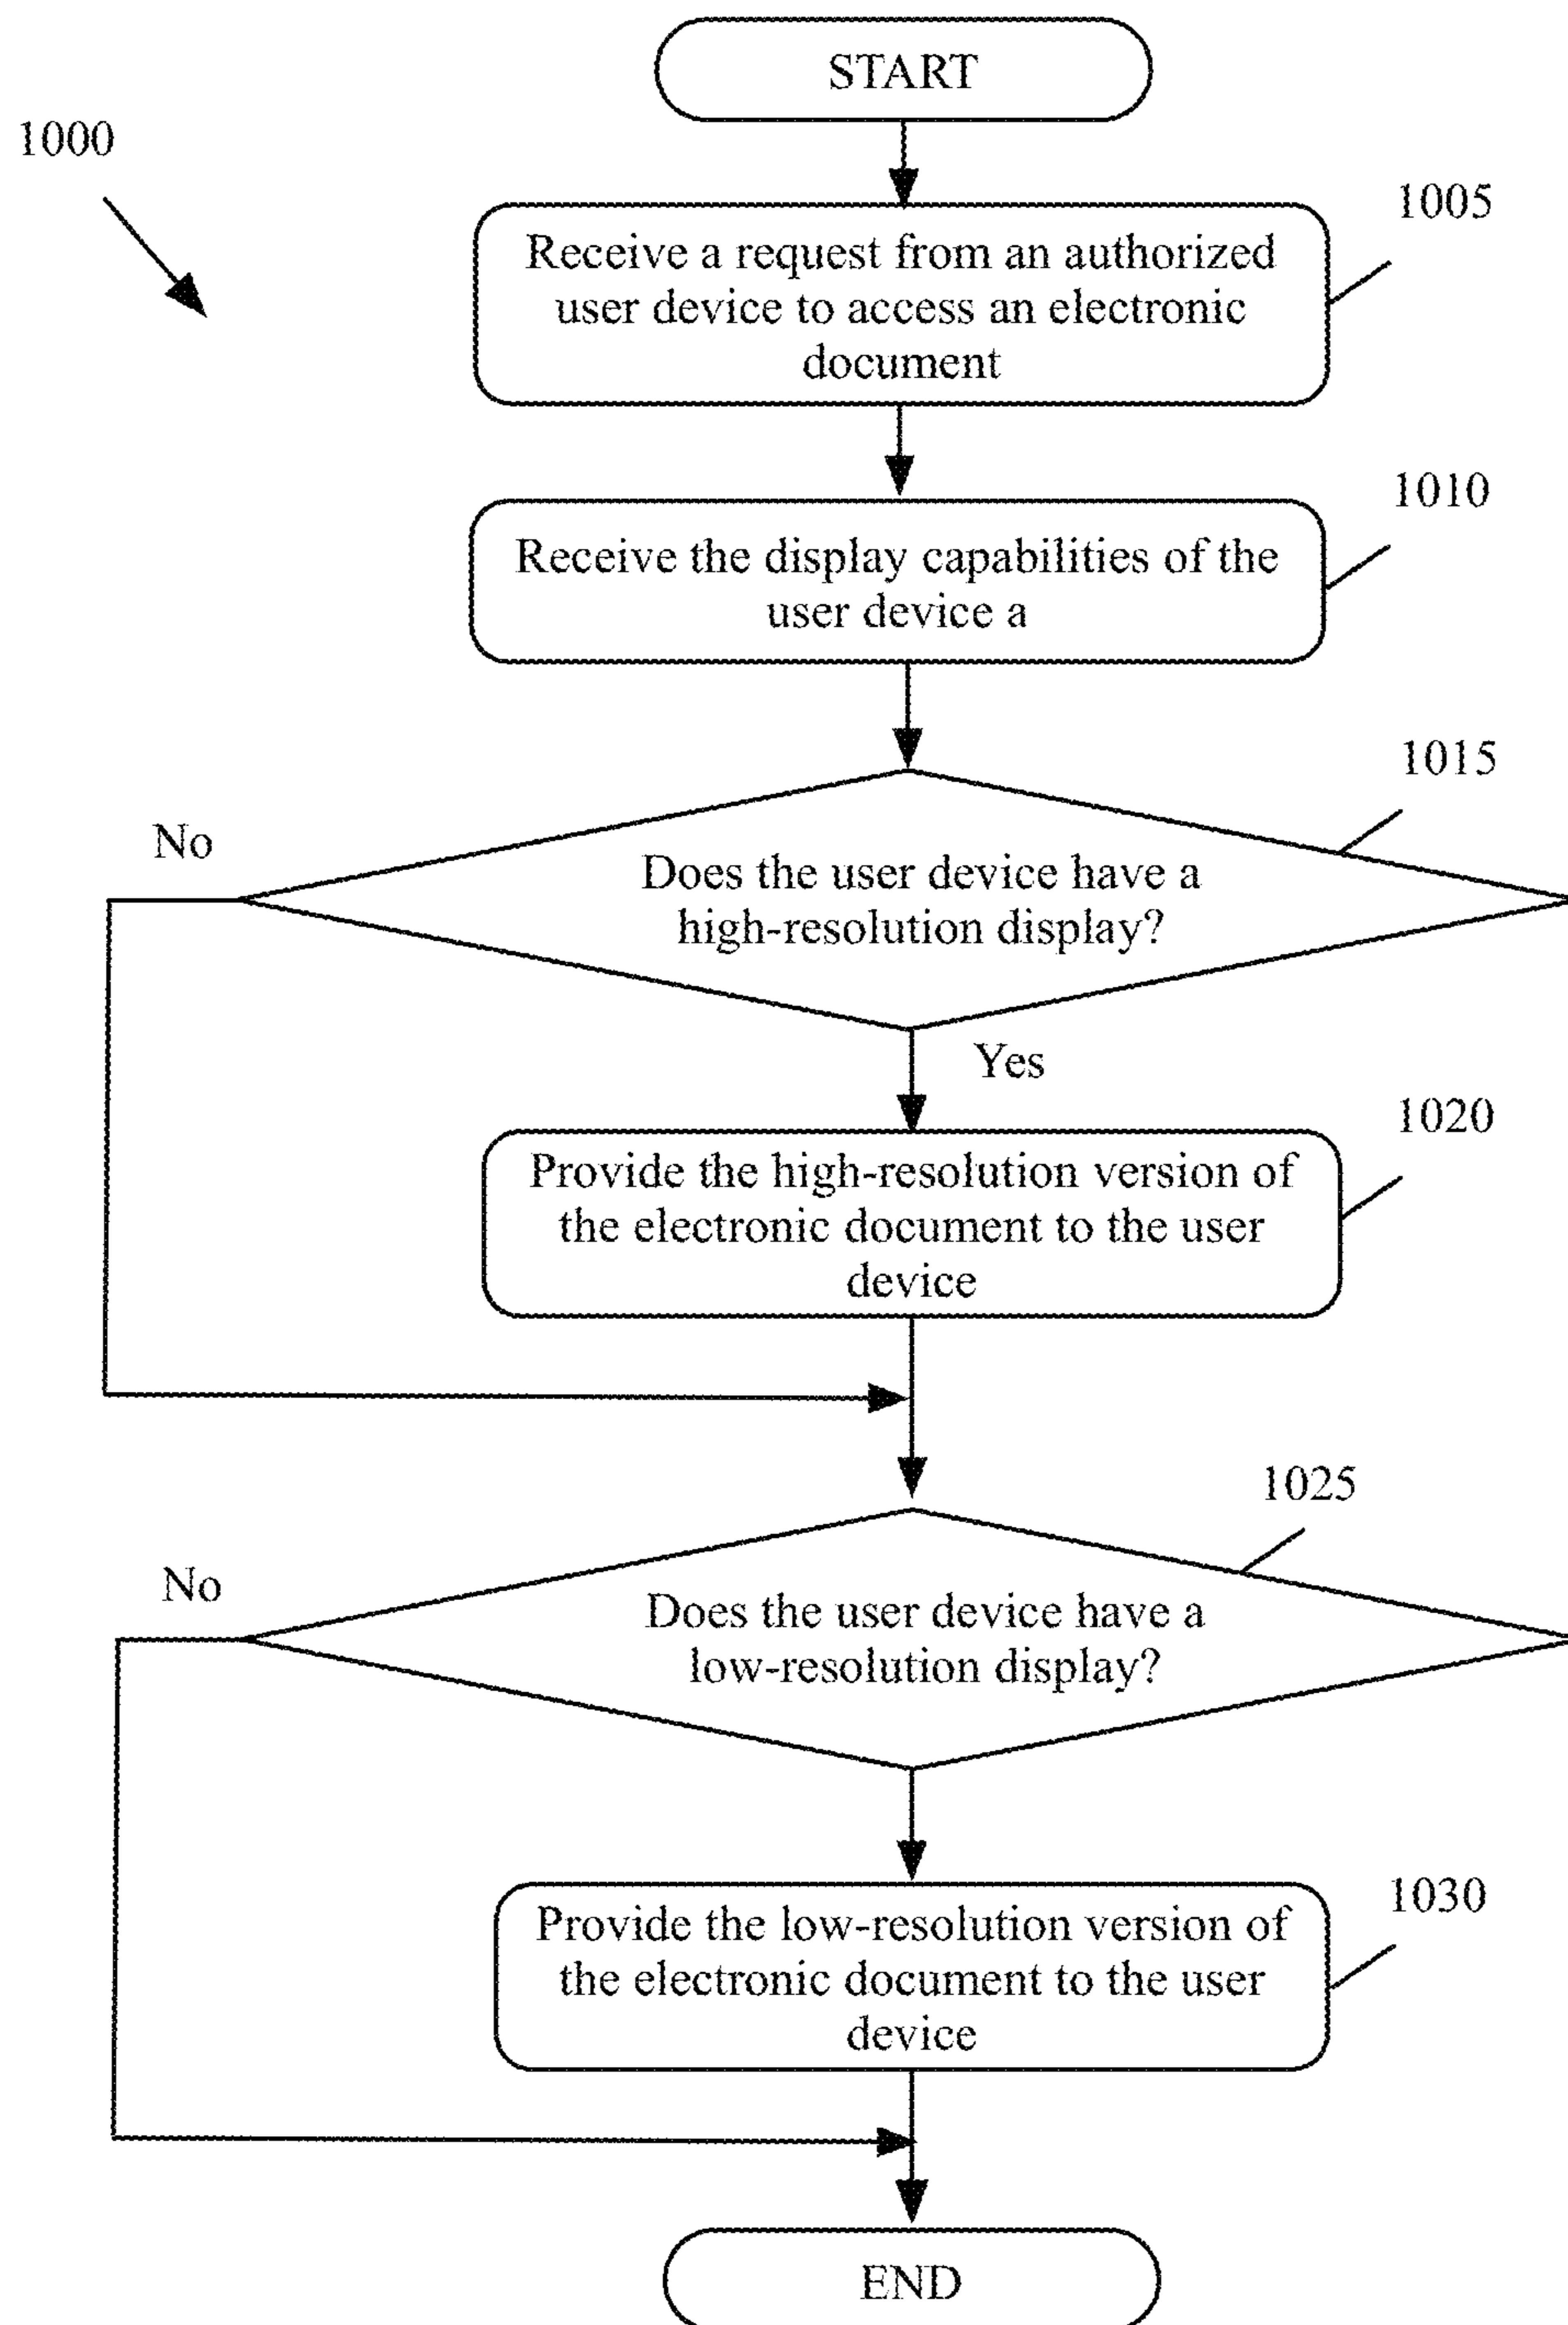 START
1000
1005
Receive a request from an authorized
user device to access an electronic
document
1010
Receive the display capabilities of the
user device a
1015
No
Does the user device have a
high-resolution display?
Yes
1020
Provide the high-resolution version of
the electronic document to the user
device
1025
No
Does the user device have a
low-resolution display?
1030
Provide the low-resolution version of
the electronic document to the user
device
END